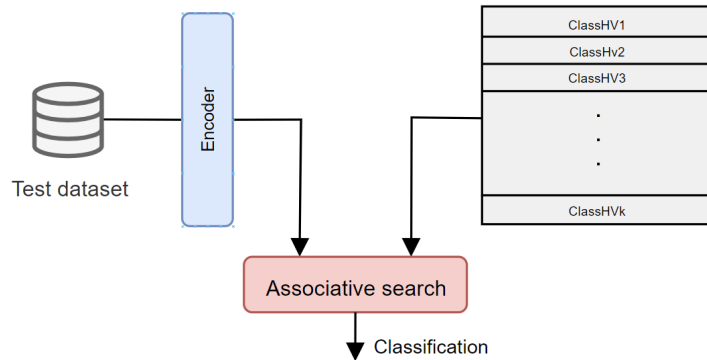 ClassHV1
ClassHv2
ClassHV3
.
.
.
ClassHVk
Encoder
Test dataset
Associative search
Classification